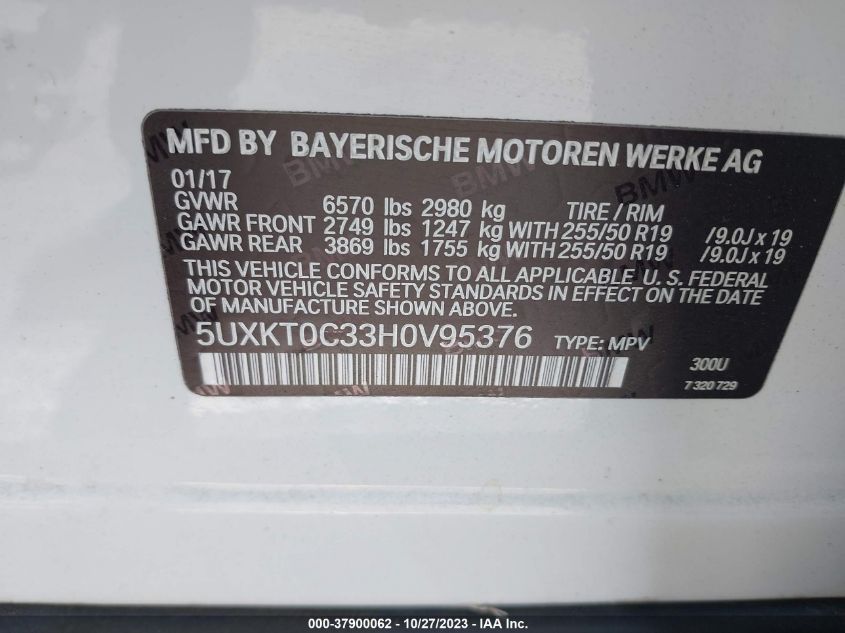 MFD BY BAYERISCHE MOTOREN WERKE AG
01/17
GVWR 6570 lbs 2980 kg TIRE / RIM
GAWR FRONT 2749 lbs 1247 kg WITH 255/50 R19 /9.0J x 19
GAWR REAR 3869 lbs 1755 kg WITH 255/50 R19 /9.0J x 19
THIS VEHICLE CONFORMS TO ALL APPLICABLE U. S. FEDERAL
MOTOR VEHICLE SAFETY STANDARDS IN EFFECT ON THE DATE
OF MANUFACTURE SHOWN ABOVE.
5UXKT0C33H0V95376 TYPE: MPV
300U
7 320 729
000-37900062 - 10/27/2023 - IAA Inc.